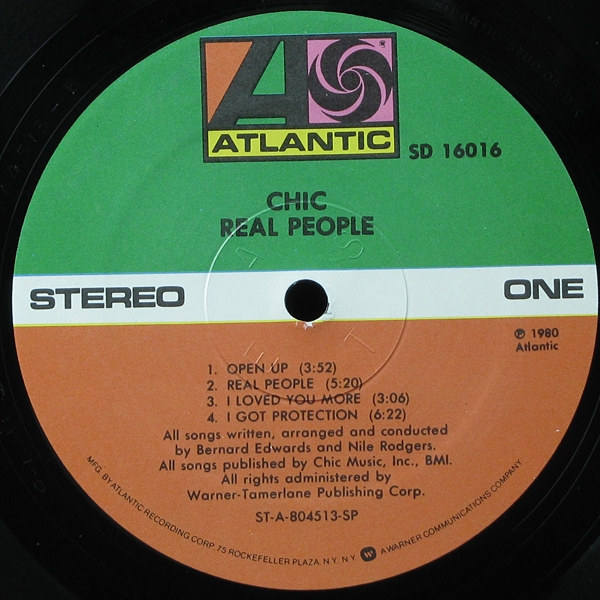 ATLANTIC
SD 16016
CHIC
REAL PEOPLE
STEREO
ONE
℗ 1980
Atlantic
1. OPEN UP (3:52)
2. REAL PEOPLE (5:20)
3. I LOVED YOU MORE (3:06)
4. I GOT PROTECTION (6:22)
All songs written, arranged and conducted
by Bernard Edwards and Nile Rodgers.
All songs published by Chic Music, Inc., BMI.
All rights administered by
Warner-Tamerlane Publishing Corp.
ST-A-804513-SP
MFG. BY ATLANTIC RECORDING CORP. 75 ROCKEFELLER PLAZA, N.Y. N.Y. A WARNER COMMUNICATIONS COMPANY